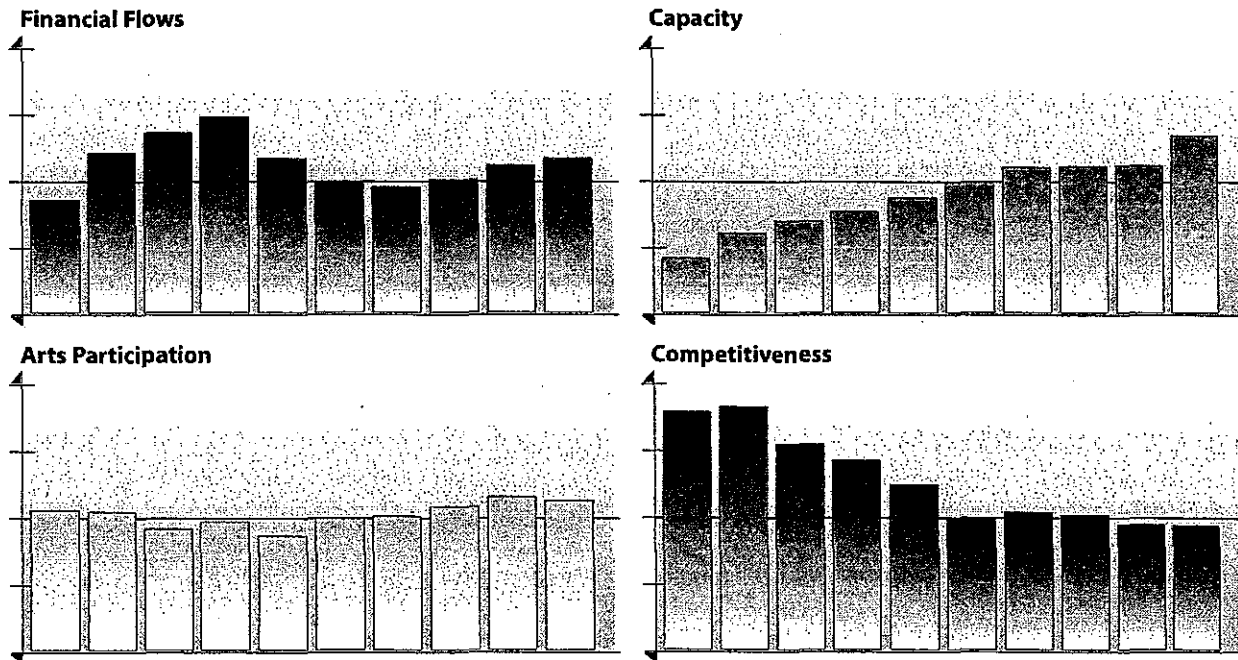 Financial Flows
Capacity
Arts Participation
Competitiveness